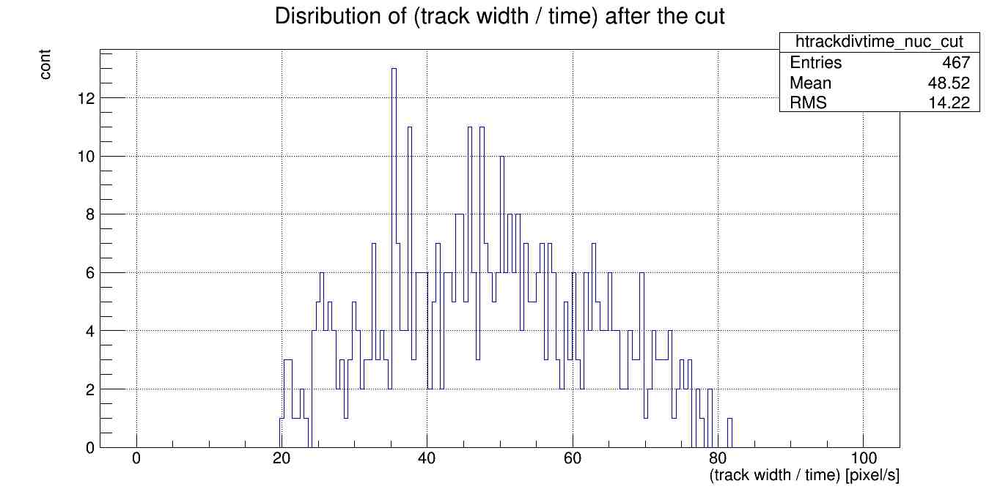 Disribution of (track width / time) after the cut
htrackdivtime_nuc_cut
Entries 467
Mean 48.52
RMS 14.22
cont
12
10
8
6
4
2
0
0 20 40 60 80 100
(track width / time) [pixel/s]